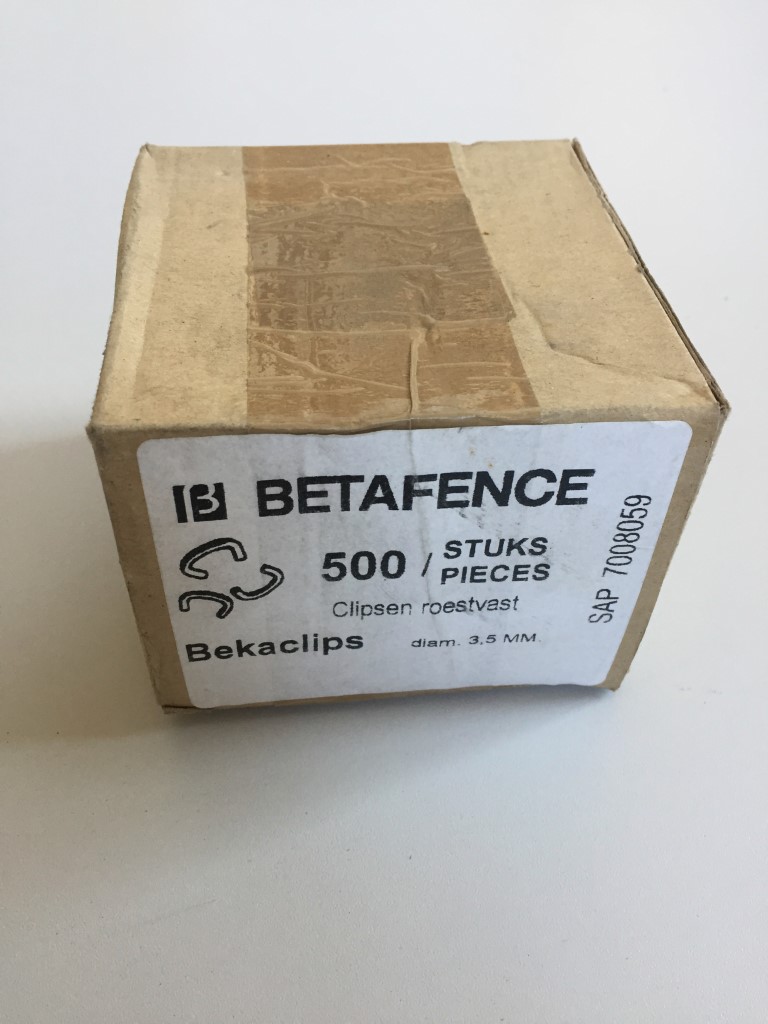 B BETAFENCE
500 / STUKS
PIECES
Clipsen roestvast
Bekaclips diam. 3,5 MM.
SAP 7008059